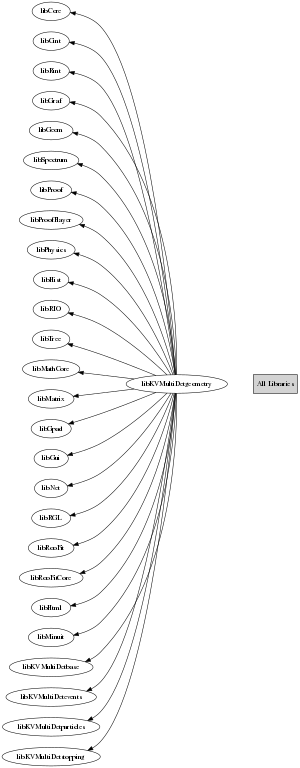 libCore
libCint
libRint
libGraf
libGeom
libSpectrum
libProof
libProofPlayer
libPhysics
libHist
libRIO
libTree
libMathCore
libKVMultiDetgeometry
All Libraries
libMatrix
libGpad
libGui
libNet
libRGL
libRooFit
libRooFitCore
libHtml
libMinuit
libKVMultiDetbase
libKVMultiDetevents
libKVMultiDetparticles
libKVMultiDetstopping